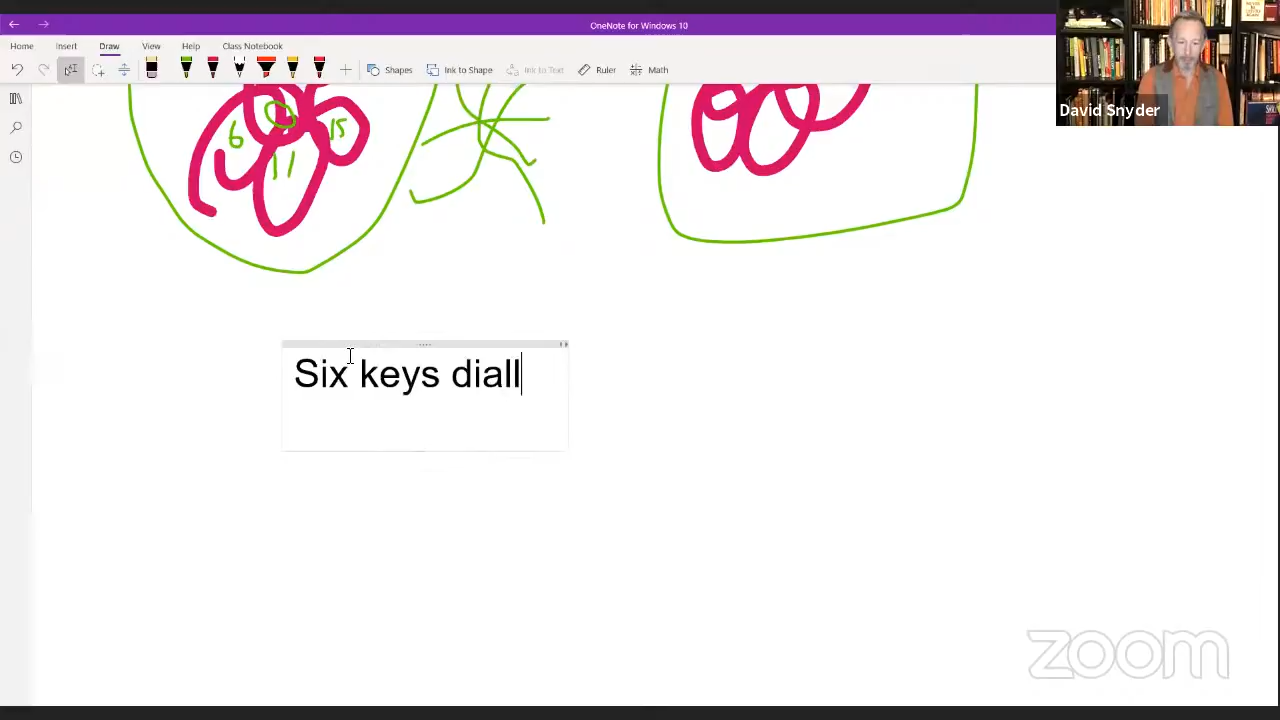 OneNote for Windows 10
Home Insert Draw View Help Class Notebook
Shapes Ink to Shape Ink to Text Ruler Math
David Snyder
6 15
11
Six keys diall
zoom